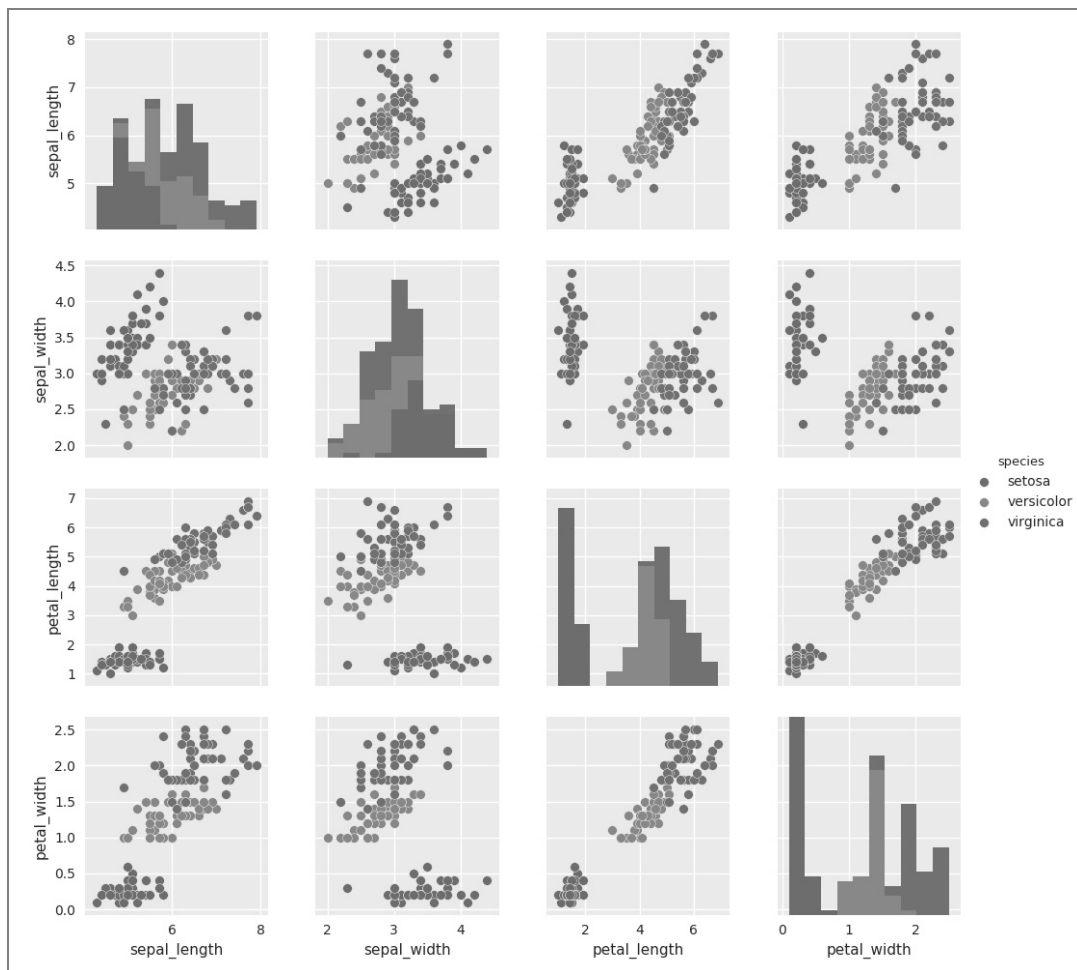 8
7
6
5
sepal_length
4.5
4.0
3.5
3.0
2.5
2.0
sepal_width
species
setosa
versicolor
virginica
7
6
5
4
3
2
1
petal_length
2.5
2.0
1.5
1.0
0.5
0.0
petal_width
6 8
2 3 4
2 4 6
0 1 2
sepal_length sepal_width petal_length petal_width